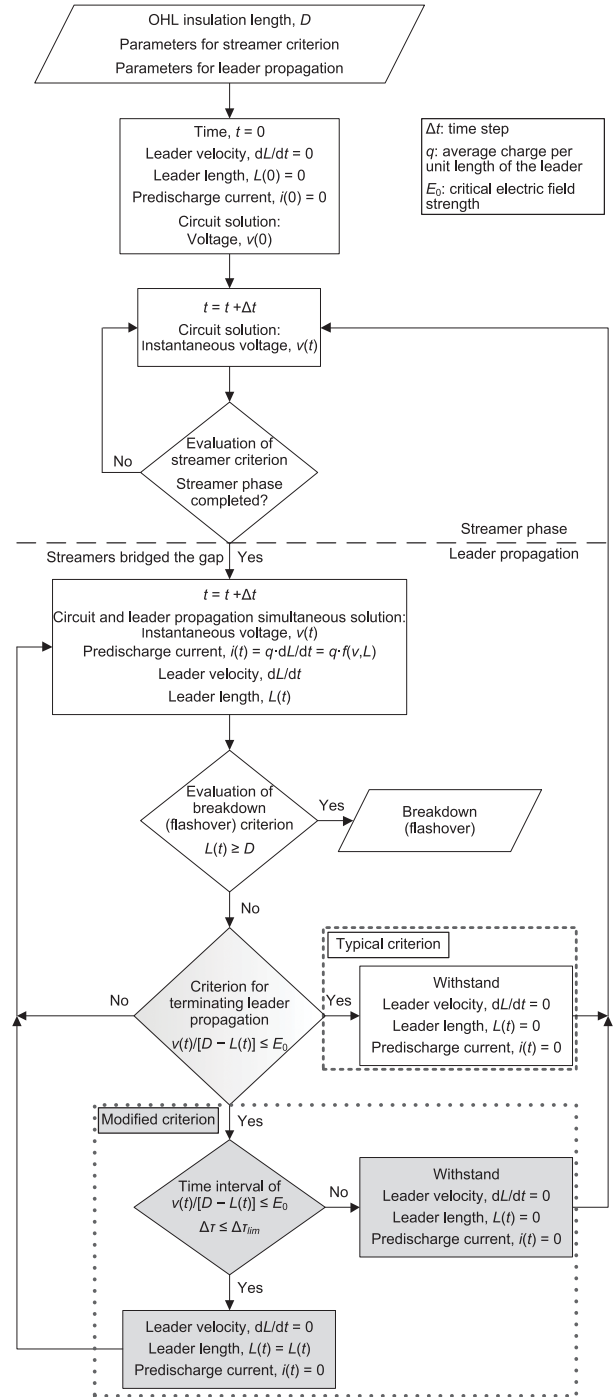 OHL insulation length, D
Parameters for streamer criterion
Parameters for leader propagation
Time, t = 0
Leader velocity, dL/dt = 0
Leader length, L(0) = 0
Predischarge current, i(0) = 0
Circuit solution:
Voltage, v(0)
Δt: time step
q: average charge per
unit length of the leader
E₀: critical electric field
strength
t = t +Δt
Circuit solution:
Instantaneous voltage, v(t)
Evaluation of
streamer criterion
Streamer phase
completed?
No
Streamer phase
Streamers bridged the gap
Yes
Leader propagation
t = t +Δt
Circuit and leader propagation simultaneous solution:
Instantaneous voltage, v(t)
Predischarge current, i(t) = q·dL/dt = q·f(v,L)
Leader velocity, dL/dt
Leader length, L(t)
Evaluation of
breakdown
(flashover) criterion
L(t) ≥ D
Yes
Breakdown
(flashover)
No
Typical criterion
Criterion for
terminating leader
propagation
v(t)/[D − L(t)] ≤ E₀
No
Yes
Withstand
Leader velocity, dL/dt = 0
Leader length, L(t) = 0
Predischarge current, i(t) = 0
Modified criterion
Yes
Time interval of
v(t)/[D − L(t)] ≤ E₀
Δτ ≤ Δτlim
No
Withstand
Leader velocity, dL/dt = 0
Leader length, L(t) = 0
Predischarge current, i(t) = 0
Yes
Leader velocity, dL/dt = 0
Leader length, L(t) = L(t)
Predischarge current, i(t) = 0